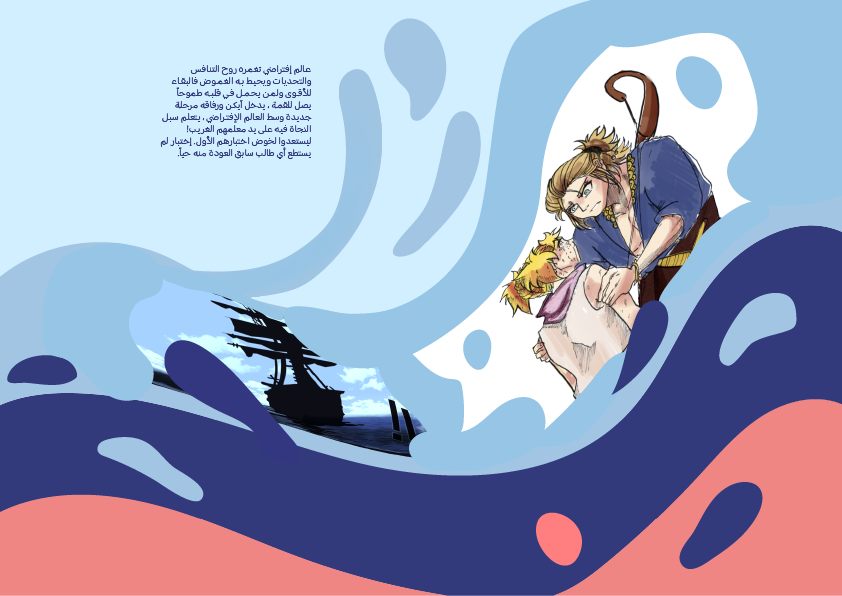 عالم إفتراضي تغمره روح التنافس
والتحديات ويحيط به الغموض فالبقاء
للأقوى ولمن يحمل في قلبه طموحاً
يصل للقمة ، يدخل آيكن ورفاقه مرحلة
جديدة وسط العالم الإفتراضي ، يتعلم سبل
النجاة فيه على يد معلمهم الغريب!
ليستعدوا لخوض اختبارهم الأول. إختبار لم
يستطع أي طالب سابق العودة منه حياً.
!!